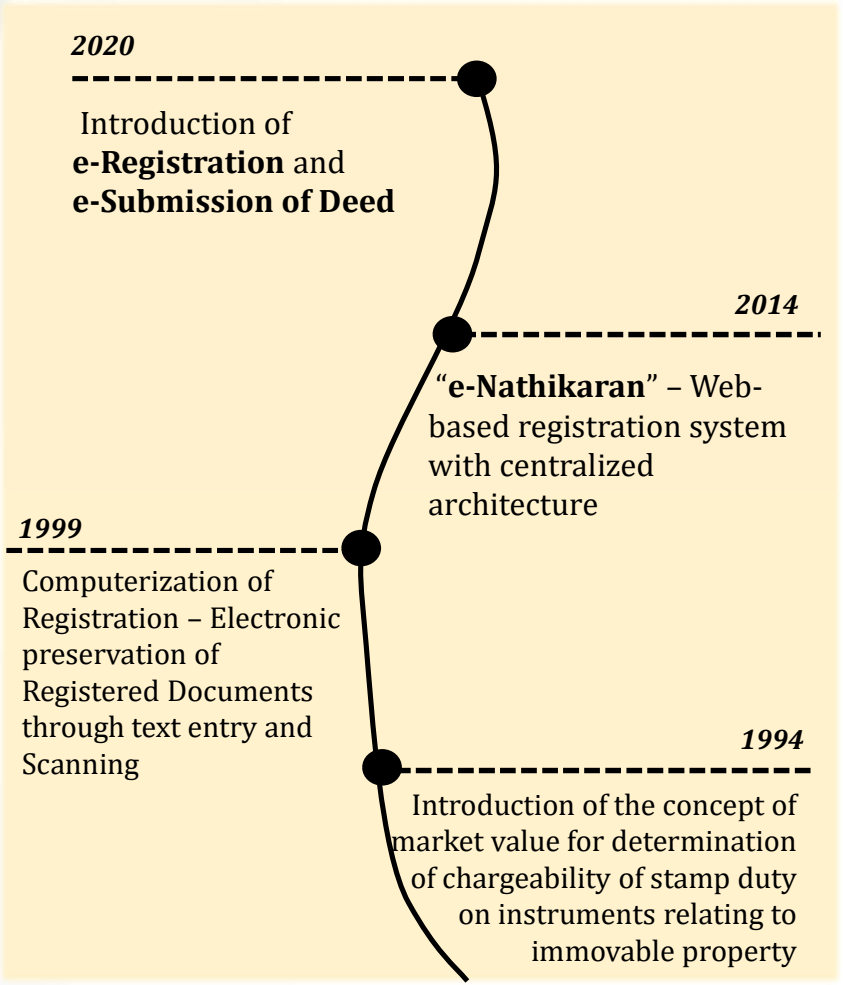 2020
Introduction of
e-Registration and
e-Submission of Deed
2014
“e-Nathikaran” – Web-
based registration system
with centralized
architecture
1999
Computerization of
Registration – Electronic
preservation of
Registered Documents
through text entry and
Scanning
1994
Introduction of the concept of
market value for determination
of chargeability of stamp duty
on instruments relating to
immovable property